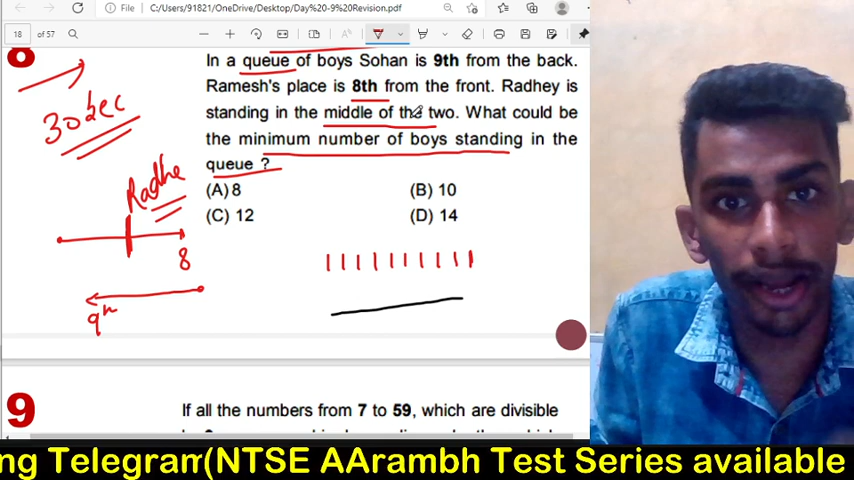 C:/Users/91821/OneDrive/Desktop/Day%20-9%20Revision.pdf
18 of 57
8
In a queue of boys Sohan is 9th from the back.
Ramesh's place is 8th from the front. Radhey is
standing in the middle of the two. What could be
the minimum number of boys standing in the
queue ?
(A) 8 (B) 10
(C) 12 (D) 14
30 Sec
Radhe
8
9th
9
If all the numbers from 7 to 59, which are divisible
ng Telegram(NTSE AArambh Test Series available